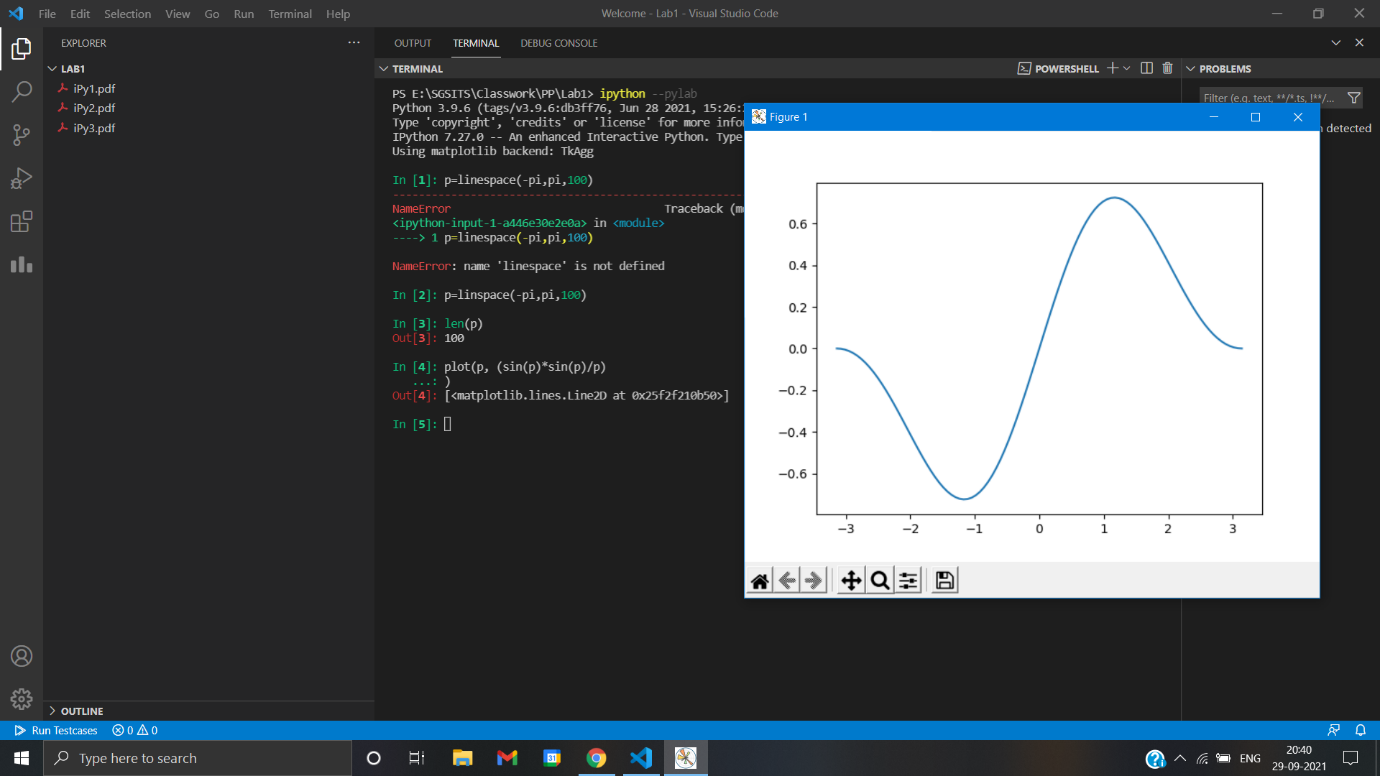 File Edit Selection View Go Run Terminal Help
Welcome - Lab1 - Visual Studio Code
EXPLORER
LAB1
iPy1.pdf
iPy2.pdf
iPy3.pdf
OUTLINE
OUTPUT TERMINAL DEBUG CONSOLE
TERMINAL
POWERSHELL
PS E:\SGSITS\Classwork\PP\Lab1> ipython --pylab
Python 3.9.6 (tags/v3.9.6:db3ff76, Jun 28 2021, 15:26:
Type 'copyright', 'credits' or 'license' for more
IPython 7.27.0 -- An enhanced Interactive Python. Type
Using matplotlib backend: TkAgg
In [1]: p=linespace(-pi,pi,100)
---------------------------------------------------------------------------
NameError Traceback
<ipython-input-1-a446e30e2e0a> in <module>
----> 1 p=linespace(-pi,pi,100)
NameError: name 'linespace' is not defined
In [2]: p=linspace(-pi,pi,100)
In [3]: len(p)
Out[3]: 100
In [4]: plot(p, (sin(p)*sin(p)/p)
...: )
Out[4]: [<matplotlib.lines.Line2D at 0x25f2f210b50>]
In [5]:
PROBLEMS
Filter (e.g. text, **/*.ts, !**/...
detected
Figure 1
0.6
0.4
0.2
0.0
−0.2
−0.4
−0.6
−3 −2 −1 0 1 2 3
Run Testcases 0 0
Type here to search
31
ENG
20:40
29-09-2021